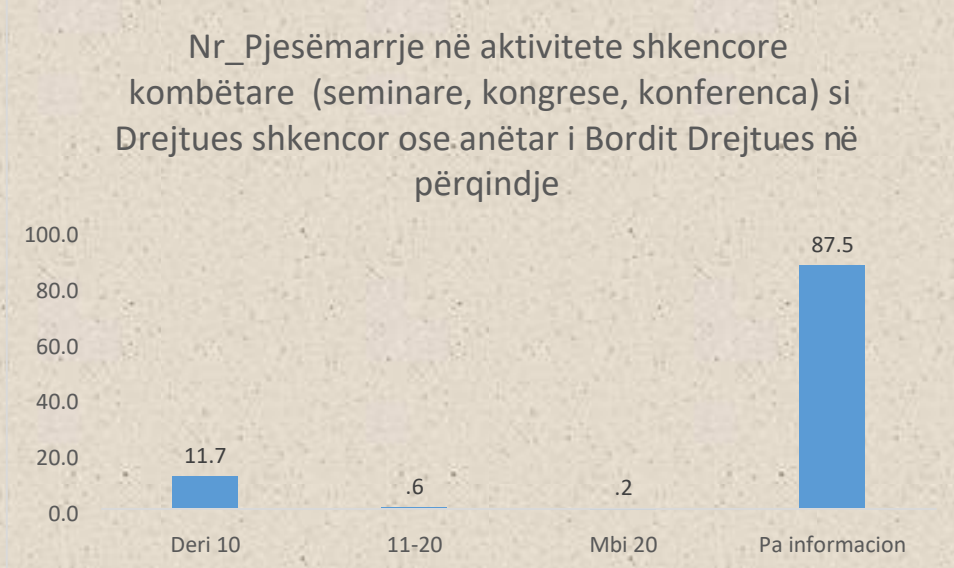 Nr_Pjesëmarrje në aktivitete shkencore
kombëtare (seminare, kongrese, konferenca) si
Drejtues shkencor ose anëtar i Bordit Drejtues në
përqindje
100.0
80.0
60.0
40.0
20.0
0.0
11.7
.6
.2
87.5
Deri 10
11-20
Mbi 20
Pa informacion